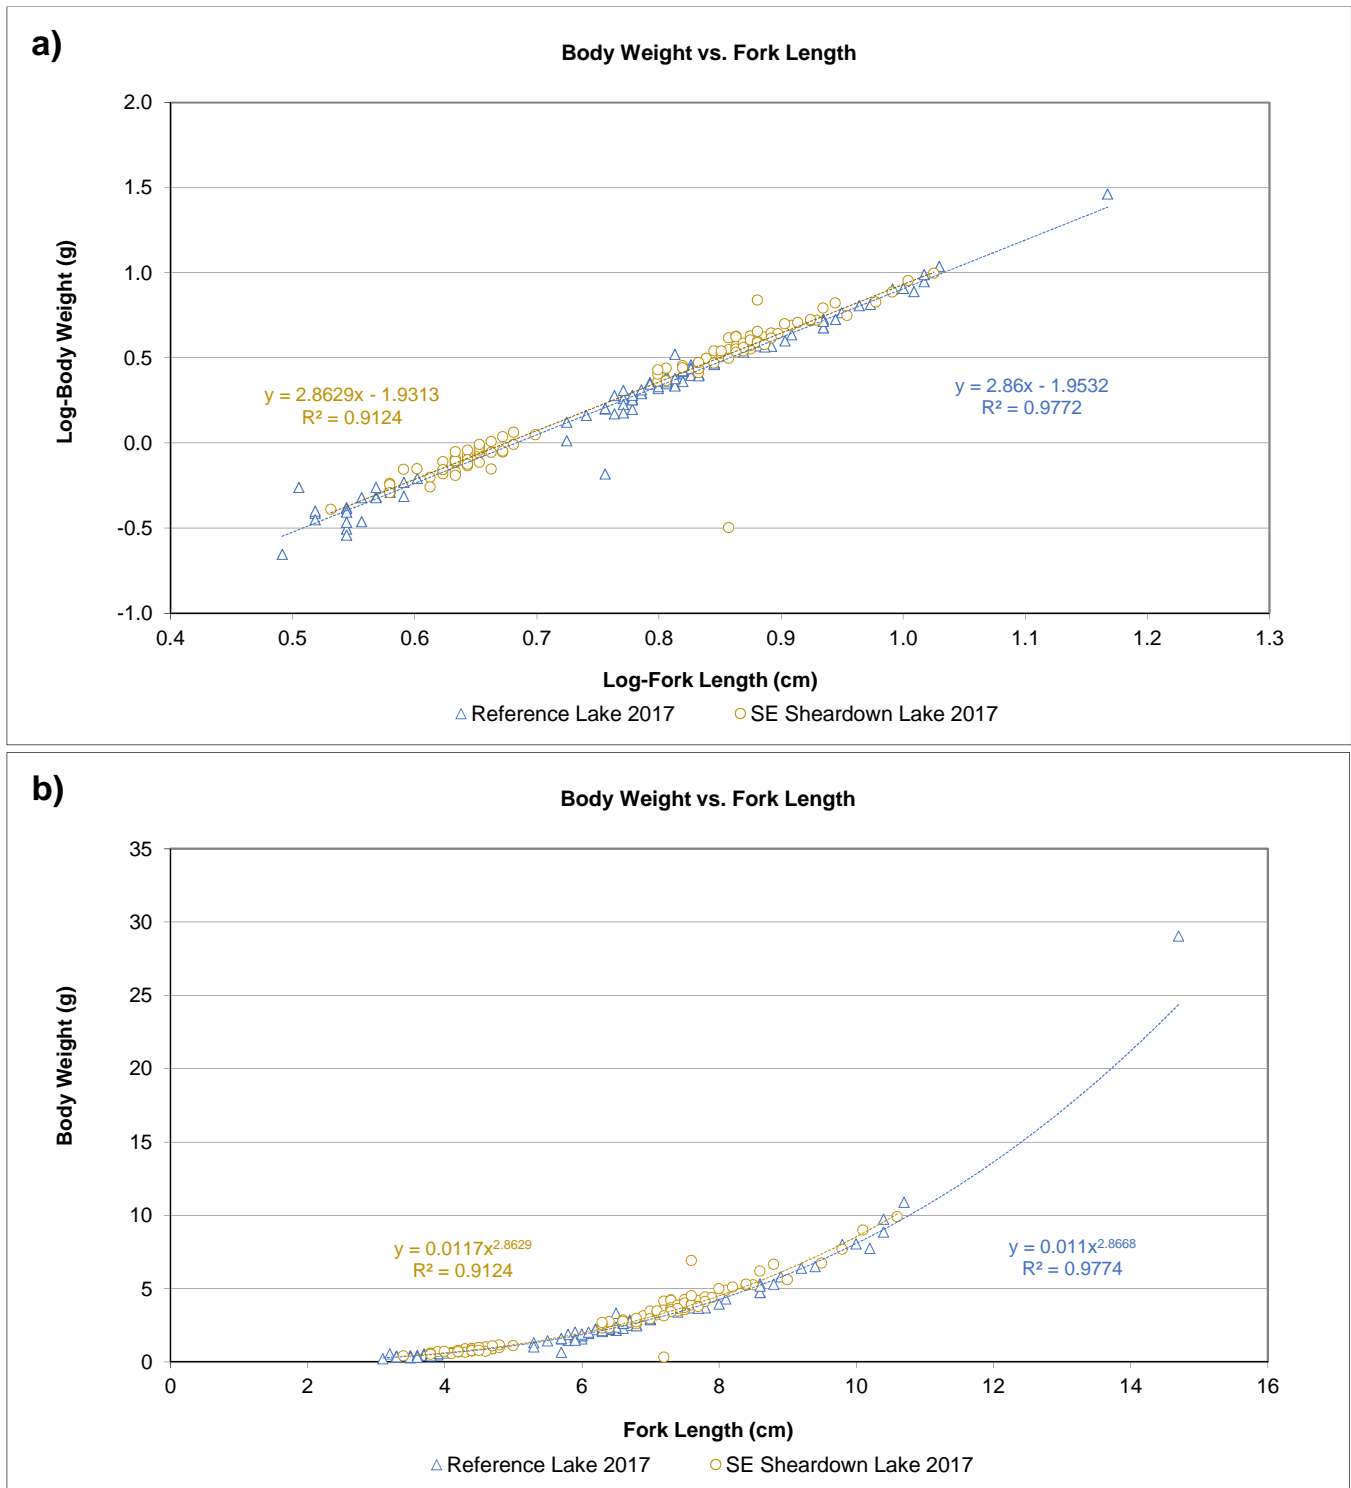 a)
Body Weight vs. Fork Length
2.0
1.5
1.0
0.5
0.0
-0.5
-1.0
Log-Body Weight (g)
y = 2.8629x - 1.9313
R² = 0.9124
y = 2.86x - 1.9532
R² = 0.9772
0.4 0.5 0.6 0.7 0.8 0.9 1.0 1.1 1.2 1.3
Log-Fork Length (cm)
Reference Lake 2017 SE Sheardown Lake 2017
b)
Body Weight vs. Fork Length
35
30
25
20
15
10
5
0
Body Weight (g)
y = 0.0117x^2.8629
R² = 0.9124
y = 0.011x^2.8668
R² = 0.9774
0 2 4 6 8 10 12 14 16
Fork Length (cm)
Reference Lake 2017 SE Sheardown Lake 2017